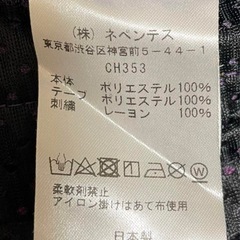 (株) ネペンテス
東京都渋谷区神宮前5-44-1
CH353
本体 ポリエステル100%
テープ ポリエステル100%
刺繍 レーヨン 100%
柔軟剤禁止
アイロン掛けはあて布使用
日本製